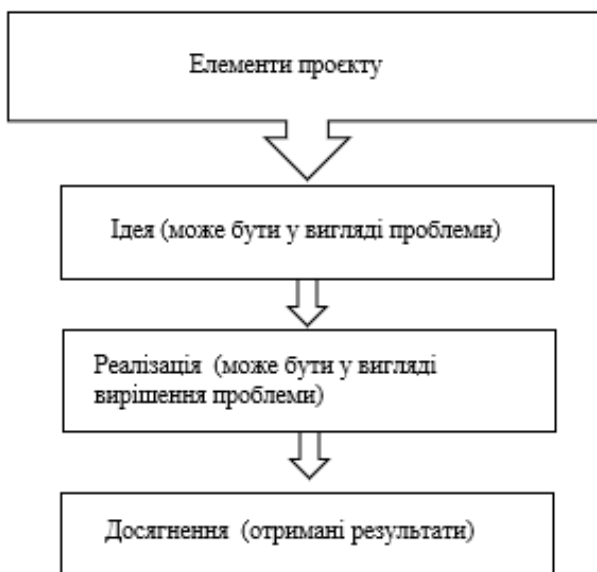 Елементи проєкту
Ідея (може бути у вигляді проблеми)
Реалізація (може бути у вигляді
вирішення проблеми)
Досягнення (отримані результати)